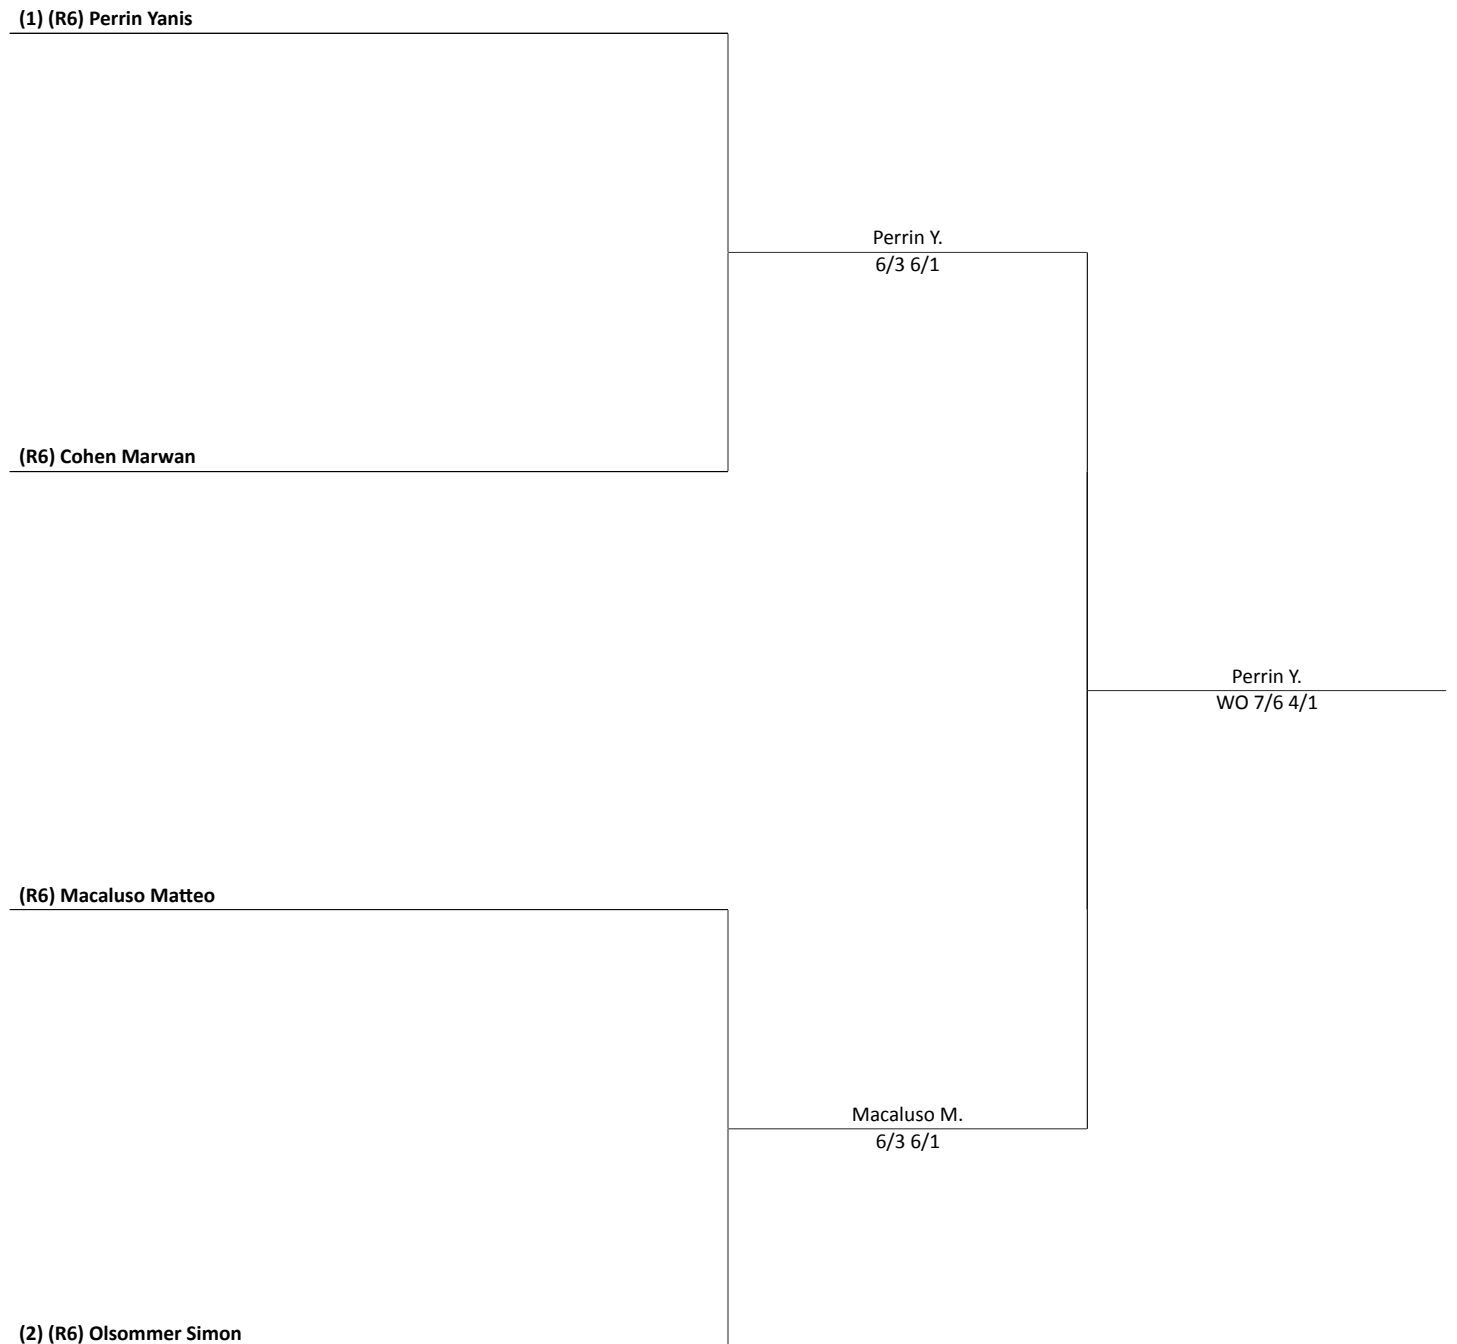 (1) (R6) Perrin Yanis
Perrin Y.
6/3 6/1
(R6) Cohen Marwan
Perrin Y.
WO 7/6 4/1
(R6) Macaluso Matteo
Macaluso M.
6/3 6/1
(2) (R6) Olsommer Simon